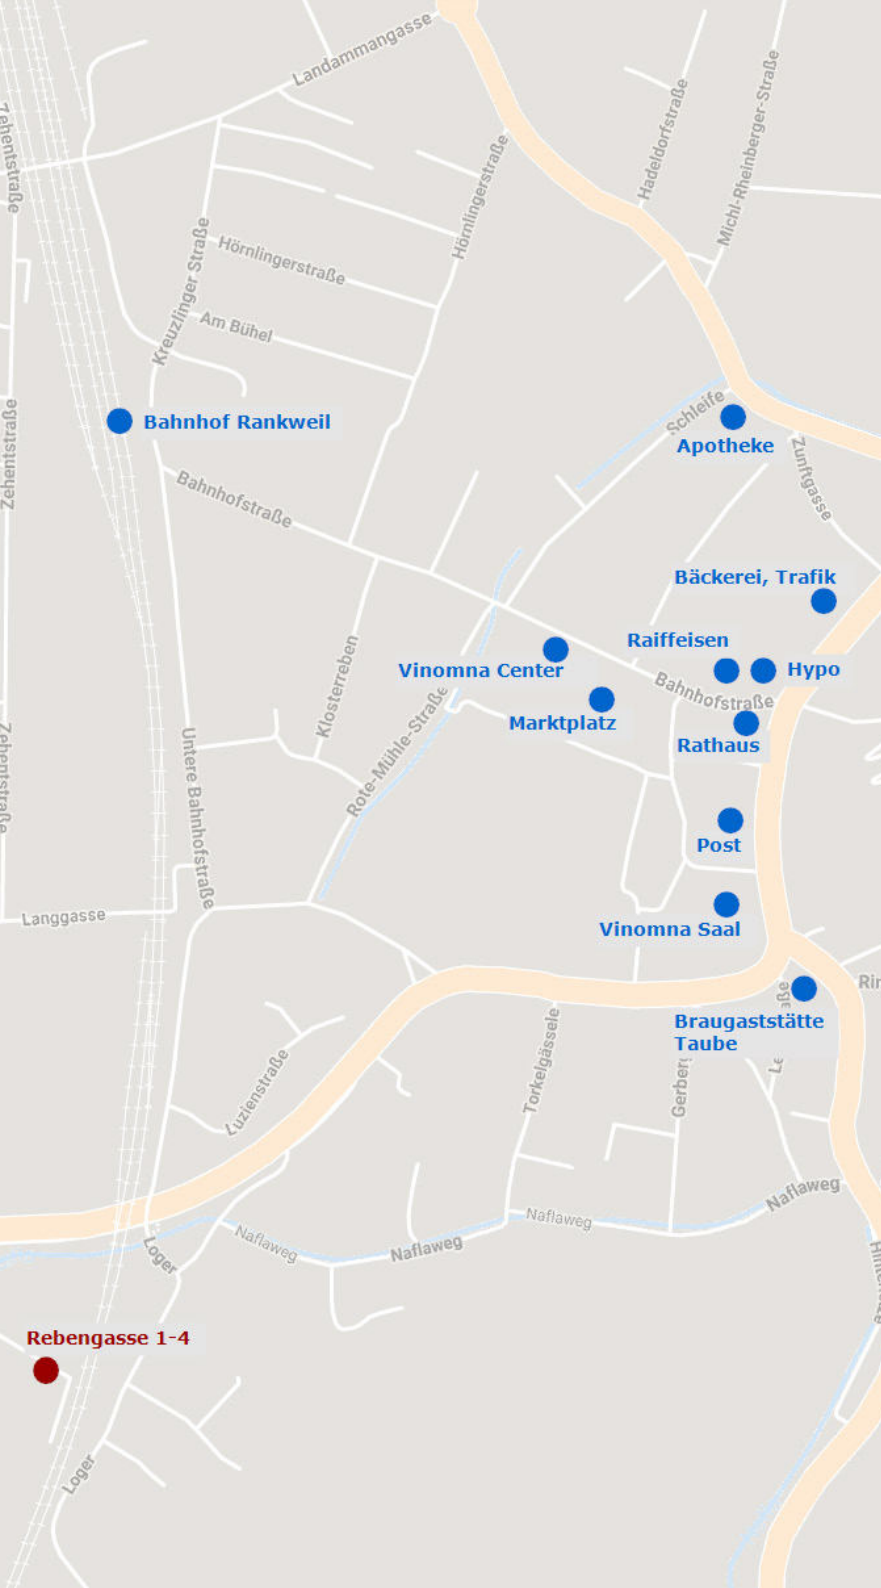 Landammangasse
Zehentstraße
Hadeldorfstraße
Michl-Rheinberger-Straße
Hörnlingerstraße
Kreuzlinger Straße
Hörnlingerstraße
Am Bühel
Schleife
Bahnhof Rankweil
Apotheke
Zehentstraße
Zunftgasse
Bahnhofstraße
Bäckerei, Trafik
Raiffeisen
Vinomna Center
Hypo
Klosterreben
Bahnhofstraße
Marktplatz
Rathaus
Rote-Mühle-Straße
Zehentstraße
Untere Bahnhofstraße
Post
Langgasse
Vinomna Saal
Braugaststätte
Taube
Torkelgässele
Luzienstraße
Naflaweg
Naflaweg
Naflaweg
Naflaweg
Loger
Rebengasse 1-4
Loger